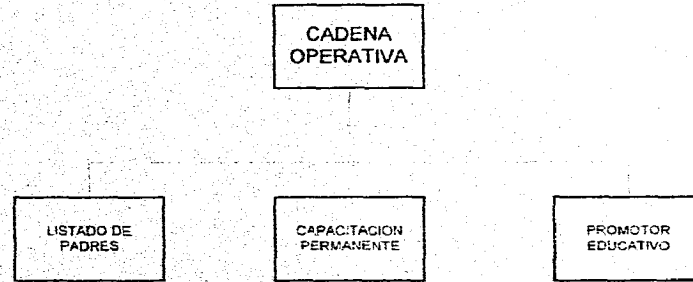 CADENA
OPERATIVA
LISTADO DE
PADRES
CAPACITACION
PERMANENTE
PROMOTOR
EDUCATIVO